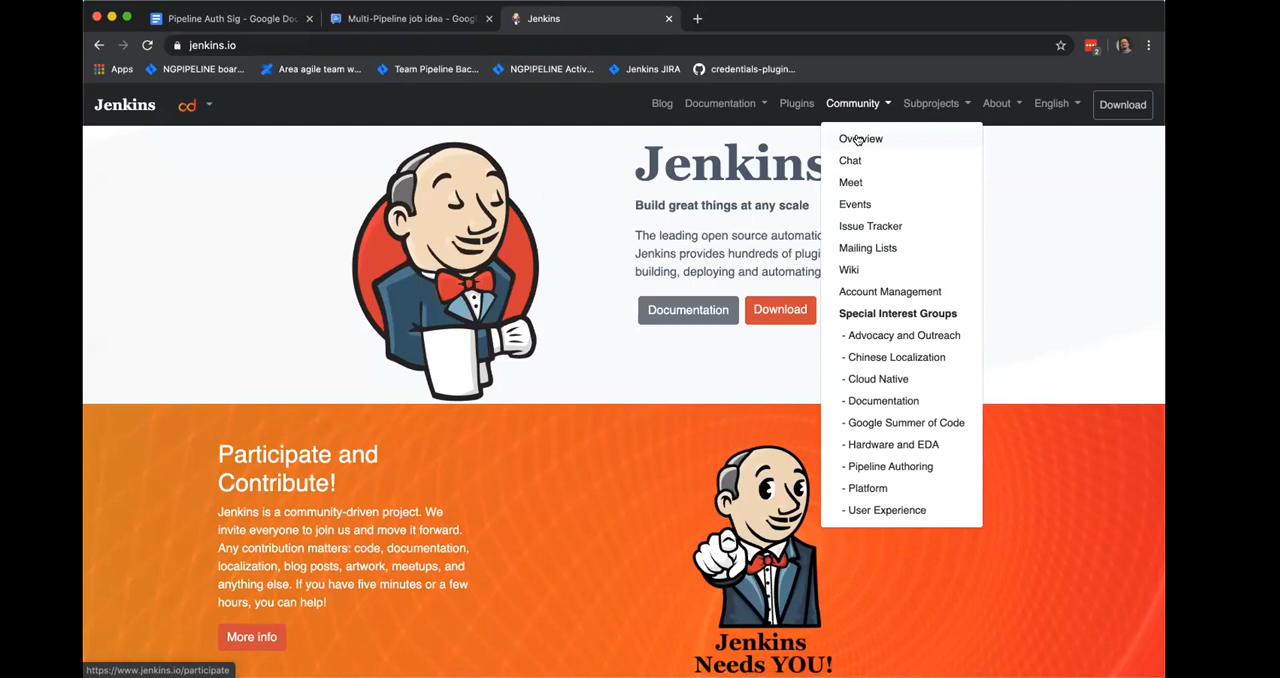 Pipeline Auth Sig - Google Doc
Multi-Pipeline job idea - Goog
Jenkins
jenkins.io
2
Apps
NGPIPELINE boar...
Area agile team w...
Team Pipeline Bac...
NGPIPELINE Activ...
Jenkins JIRA
credentials-plugin...
Jenkins
cd
Blog
Documentation
Plugins
Community
Subprojects
About
English
Download
Jenkins
Build great things at any scale
The leading open source automatic
Jenkins provides hundreds of plugi
building, deploying and automating
Documentation
Download
Overview
Chat
Meet
Events
Issue Tracker
Mailing Lists
Wiki
Account Management
Special Interest Groups
- Advocacy and Outreach
- Chinese Localization
- Cloud Native
- Documentation
- Google Summer of Code
- Hardware and EDA
- Pipeline Authoring
- Platform
- User Experience
Participate and
Contribute!
Jenkins is a community-driven project. We
invite everyone to join us and move it forward.
Any contribution matters: code, documentation,
localization, blog posts, artwork, meetups, and
anything else. If you have five minutes or a few
hours, you can help!
More info
Jenkins
Needs YOU!
https://www.jenkins.io/participate